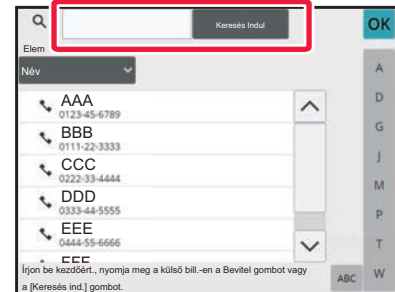 Keresés Indul
OK
Elem
Név
AAA
0123-45-6789
BBB
0111-22-3333
CCC
0222-33-4444
DDD
0333-44-5555
EEE
0444-55-6666
FFF
Írjon be kezdőért., nyomja meg a külső bill.-en a Bevitel gombot vagy
a [Keresés ind.] gombot.
ABC
A
D
G
J
M
P
T
W